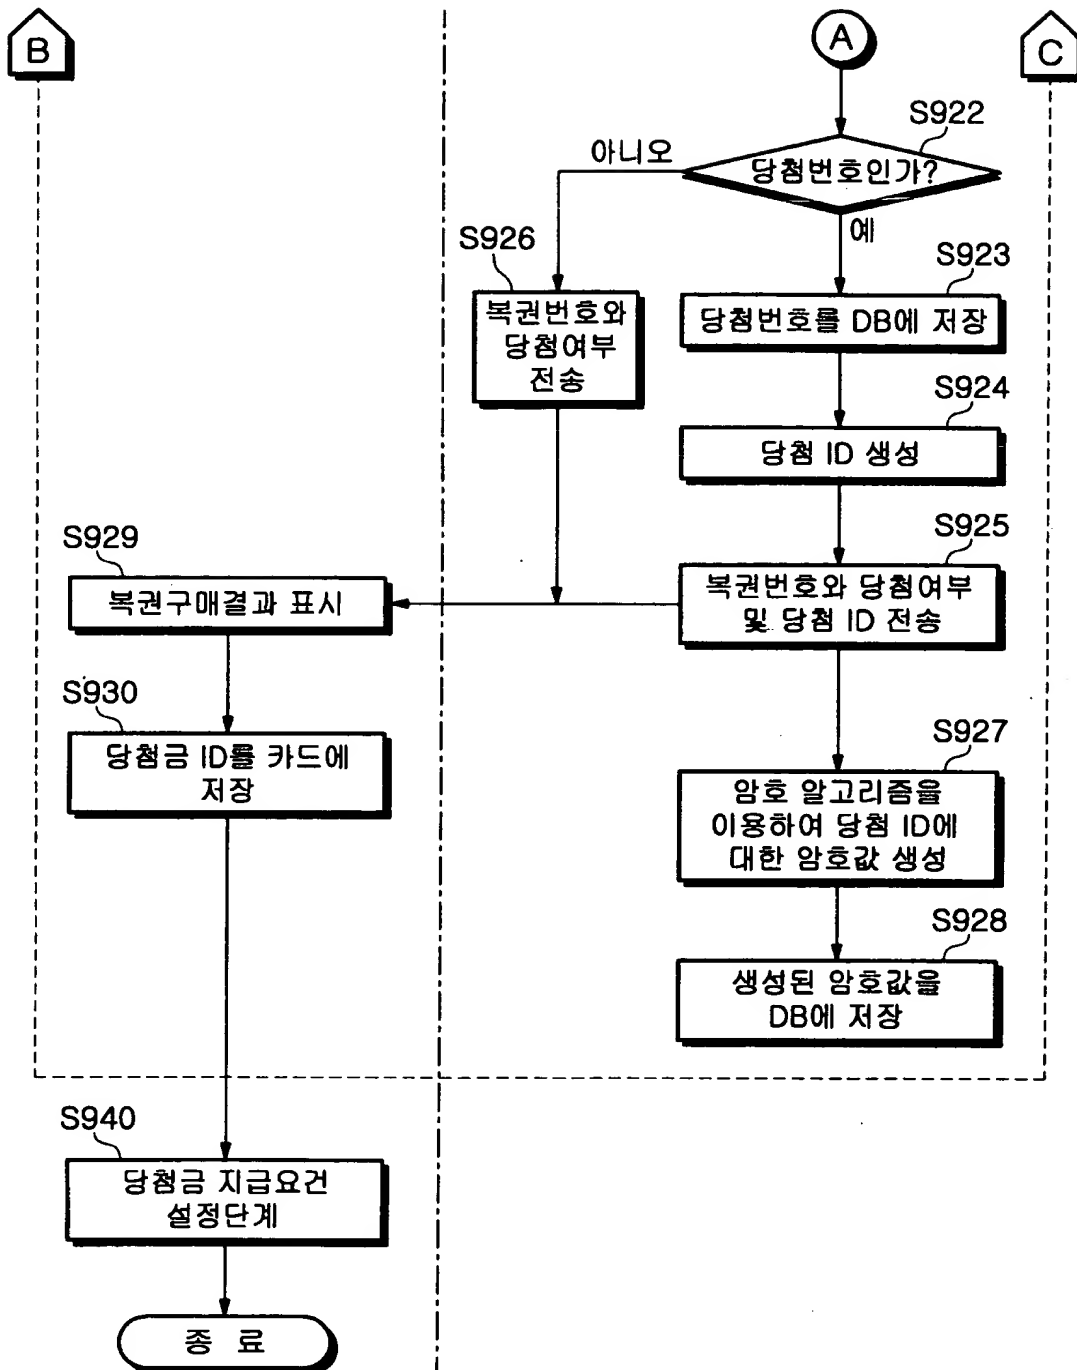 B
A
C
S922
아니오
당첨번호인가?
예
S926
S923
복권번호와
당첨여부
전송
당첨번호를 DB에 저장
S924
당첨 ID 생성
S929
S925
복권구매결과 표시
복권번호와 당첨여부
및 당첨 ID 전송
S930
당첨금 ID를 카드에
저장
S927
암호 알고리즘을
이용하여 당첨 ID에
대한 암호값 생성
S928
생성된 암호값을
DB에 저장
S940
당첨금 지급요건
설정단계
종 료